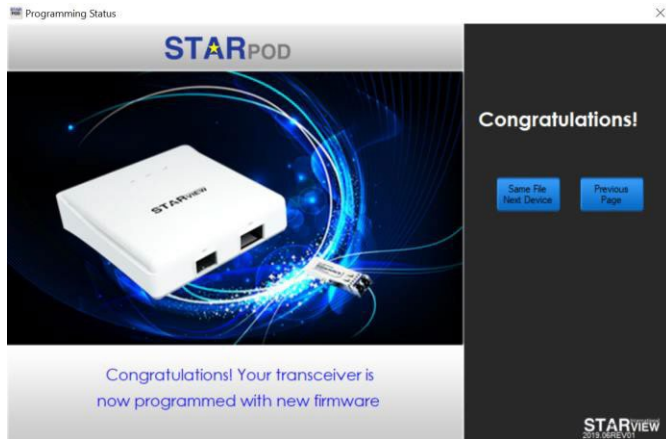 Programming Status
STARPOD
Congratulations!
Same File
Next Device
Previous
Page
STARVIEW
Congratulations! Your transceiver is
now programmed with new firmware
STARVIEW
International
2019.06REV01